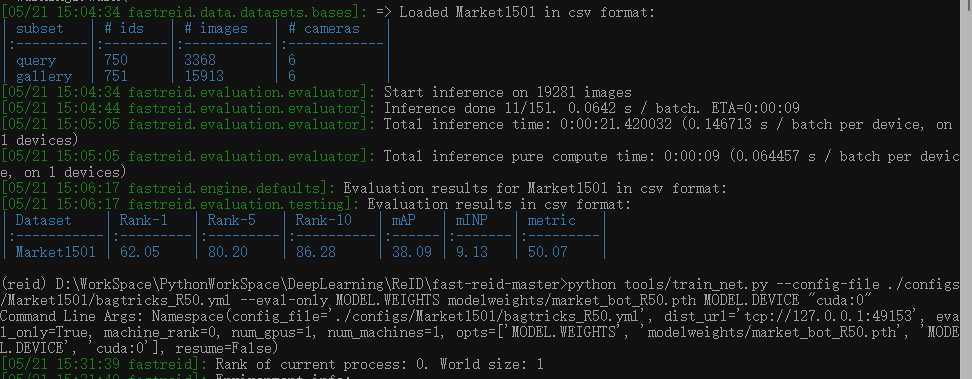 [05/21 15:04:34 fastreid.data.datasets.bases]: => Loaded Market1501 in csv format:
| subset | # ids | # images | # cameras |
|:----------|:--------|:-----------|:------------|
| query | 750 | 3368 | 6 |
| gallery | 751 | 15913 | 6 |
[05/21 15:04:34 fastreid.evaluation.evaluator]: Start inference on 19281 images
[05/21 15:04:44 fastreid.evaluation.evaluator]: Inference done 11/151. 0.0642 s / batch. ETA=0:00:09
[05/21 15:05:05 fastreid.evaluation.evaluator]: Total inference time: 0:00:21.420032 (0.146713 s / batch per device, on
1 devices)
[05/21 15:05:05 fastreid.evaluation.evaluator]: Total inference pure compute time: 0:00:09 (0.064457 s / batch per devic
e, on 1 devices)
[05/21 15:06:17 fastreid.engine.defaults]: Evaluation results for Market1501 in csv format:
[05/21 15:06:17 fastreid.evaluation.testing]: Evaluation results in csv format:
| Dataset | Rank-1 | Rank-5 | Rank-10 | mAP | mINP | metric |
|:-----------|:---------|:---------|:----------|:------|:-------|:---------|
| Market1501 | 62.05 | 80.20 | 86.28 | 38.09 | 9.13 | 50.07 |
(reid) D:\WorkSpace\PythonWorkSpace\DeepLearning\ReID\fast-reid-master>python tools/train_net.py --config-file ./configs
/Market1501/bagtricks_R50.yml --eval-only MODEL.WEIGHTS modelweights/market_bot_R50.pth MODEL.DEVICE "cuda:0"
Command Line Args: Namespace(config_file='./configs/Market1501/bagtricks_R50.yml', dist_url='tcp://127.0.0.1:49153', eva
l_only=True, machine_rank=0, num_gpus=1, num_machines=1, opts=['MODEL.WEIGHTS', 'modelweights/market_bot_R50.pth', 'MODE
L.DEVICE', 'cuda:0'], resume=False)
[05/21 15:31:39 fastreid]: Rank of current process: 0. World size: 1